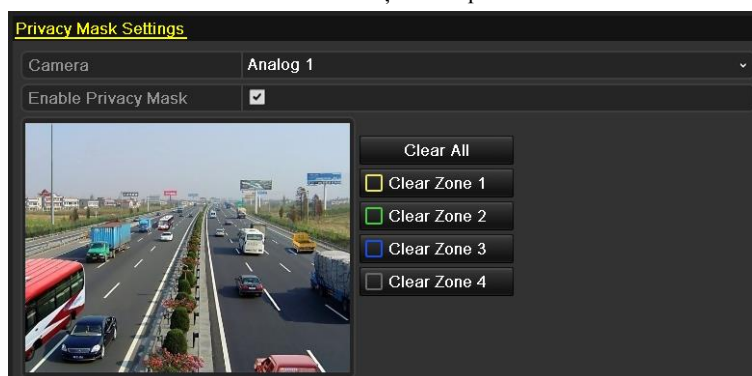 Privacy Mask Settings
Camera Analog 1
Enable Privacy Mask
Clear All
Clear Zone 1
Clear Zone 2
Clear Zone 3
Clear Zone 4